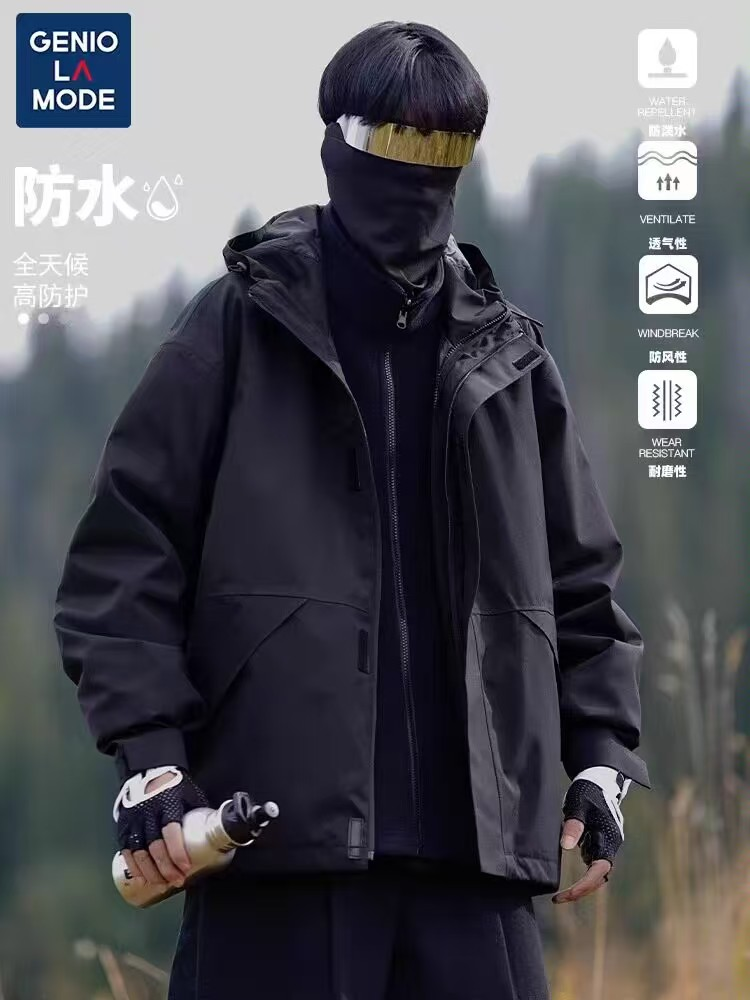 GENIO
LA
MODE
防水
全天候
高防护
WATER
REPELLENT
防泼水
VENTILATE
透气性
WINDBREAK
防风性
WEAR
RESISTANT
耐磨性